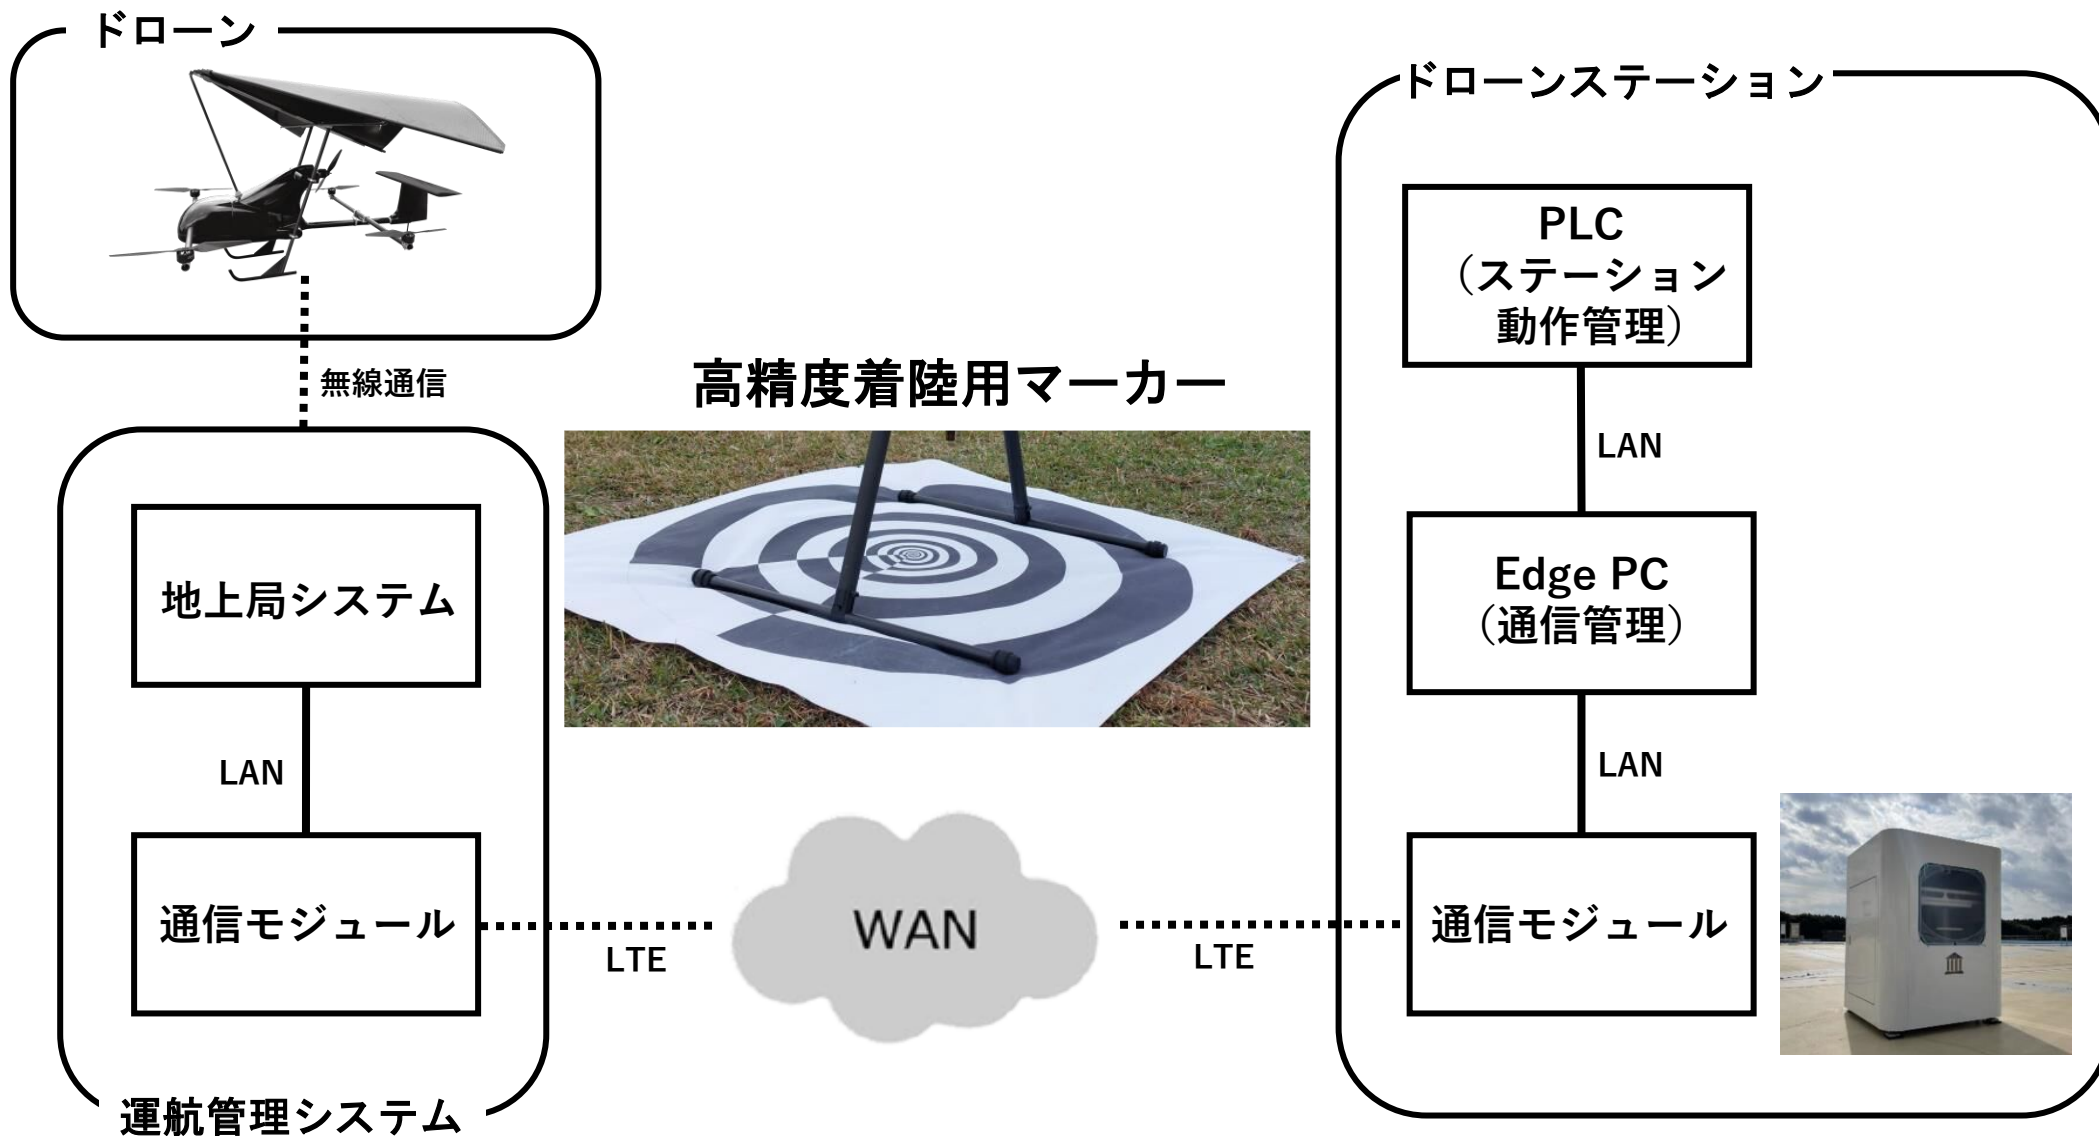 ドローン
無線通信
地上局システム
LAN
通信モジュール
運航管理システム
高精度着陸用マーカー
LTE
WAN
LTE
ドローンステーション
PLC
（ステーション
動作管理）
LAN
Edge PC
（通信管理）
LAN
通信モジュール